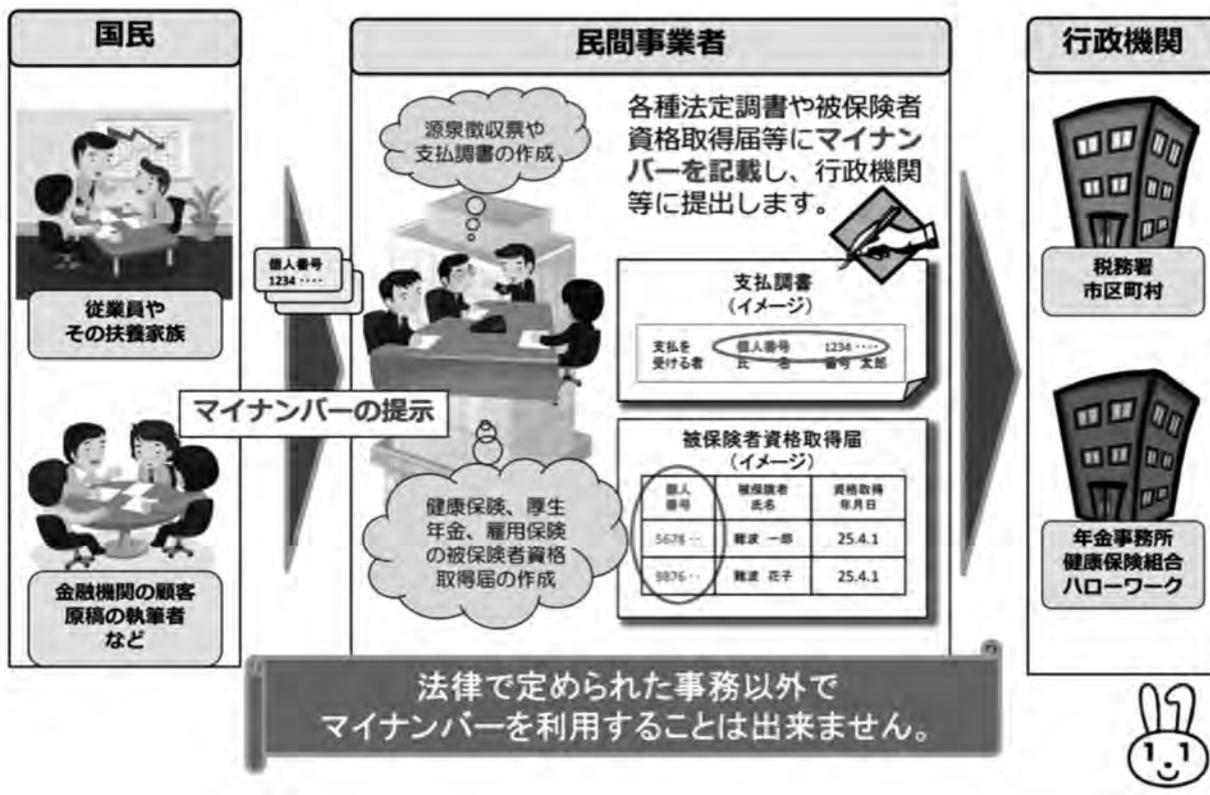 国民
従業員や
その扶養家族
金融機関の顧客
原稿の執筆者
など
個人番号
1234 ‥‥
マイナンバーの提示
民間事業者
源泉徴収票や
支払調書の作成
各種法定調書や被保険者
資格取得届等にマイナン
バーを記載し、行政機関
等に提出します。
支払調書
(イメージ)
支払を 個人番号 1234 ‥‥
受ける者 氏 名 番号 太郎
健康保険、厚生
年金、雇用保険
の被保険者資格
取得届の作成
被保険者資格取得届
(イメージ)
個人 被保険者 資格取得
番号 氏名 年月日
5678 ‥ 難波 一郎 25.4.1
9876 ‥ 難波 花子 25.4.1
行政機関
税務署
市区町村
年金事務所
健康保険組合
ハローワーク
法律で定められた事務以外で
マイナンバーを利用することは出来ません。